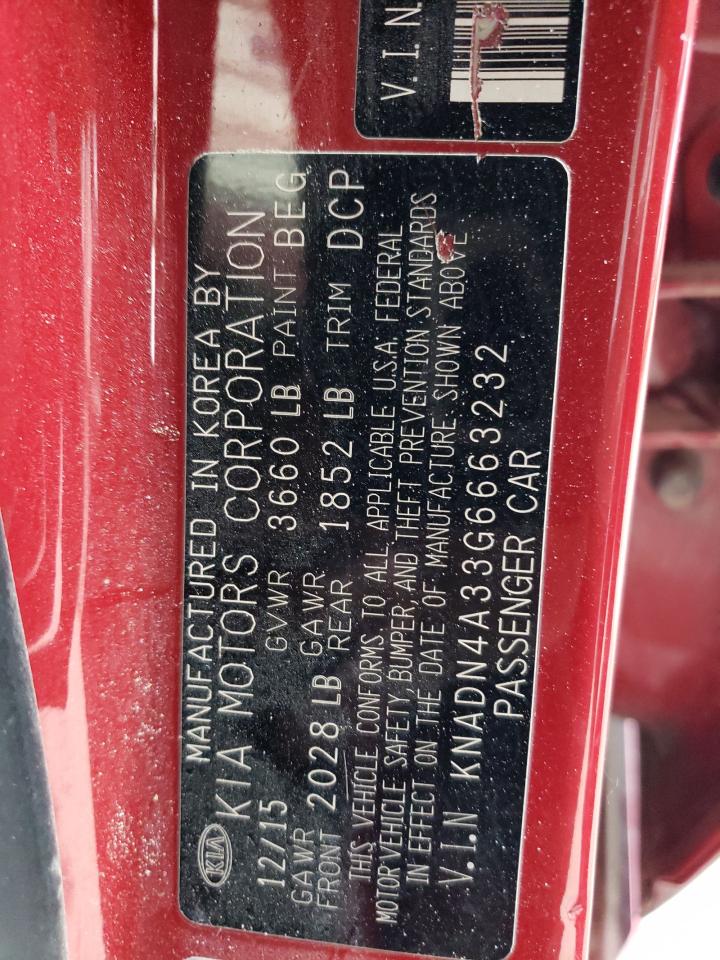 MANUFACTURED IN KOREA BY
KIA KIA MOTORS CORPORATION
12/15 GVWR 3660 LB PAINT BEG
GAWR FRONT 2028 LB GAWR REAR 1852 LB TRIM DCP
THIS VEHICLE CONFORMS TO ALL APPLICABLE U.S.A. FEDERAL
MOTOR VEHICLE SAFETY, BUMPER, AND THEFT PREVENTION STANDARDS
IN EFFECT ON THE DATE OF MANUFACTURE SHOWN ABOVE
V.I.N KNADN4A33G6663232
PASSENGER CAR
V.I.N.